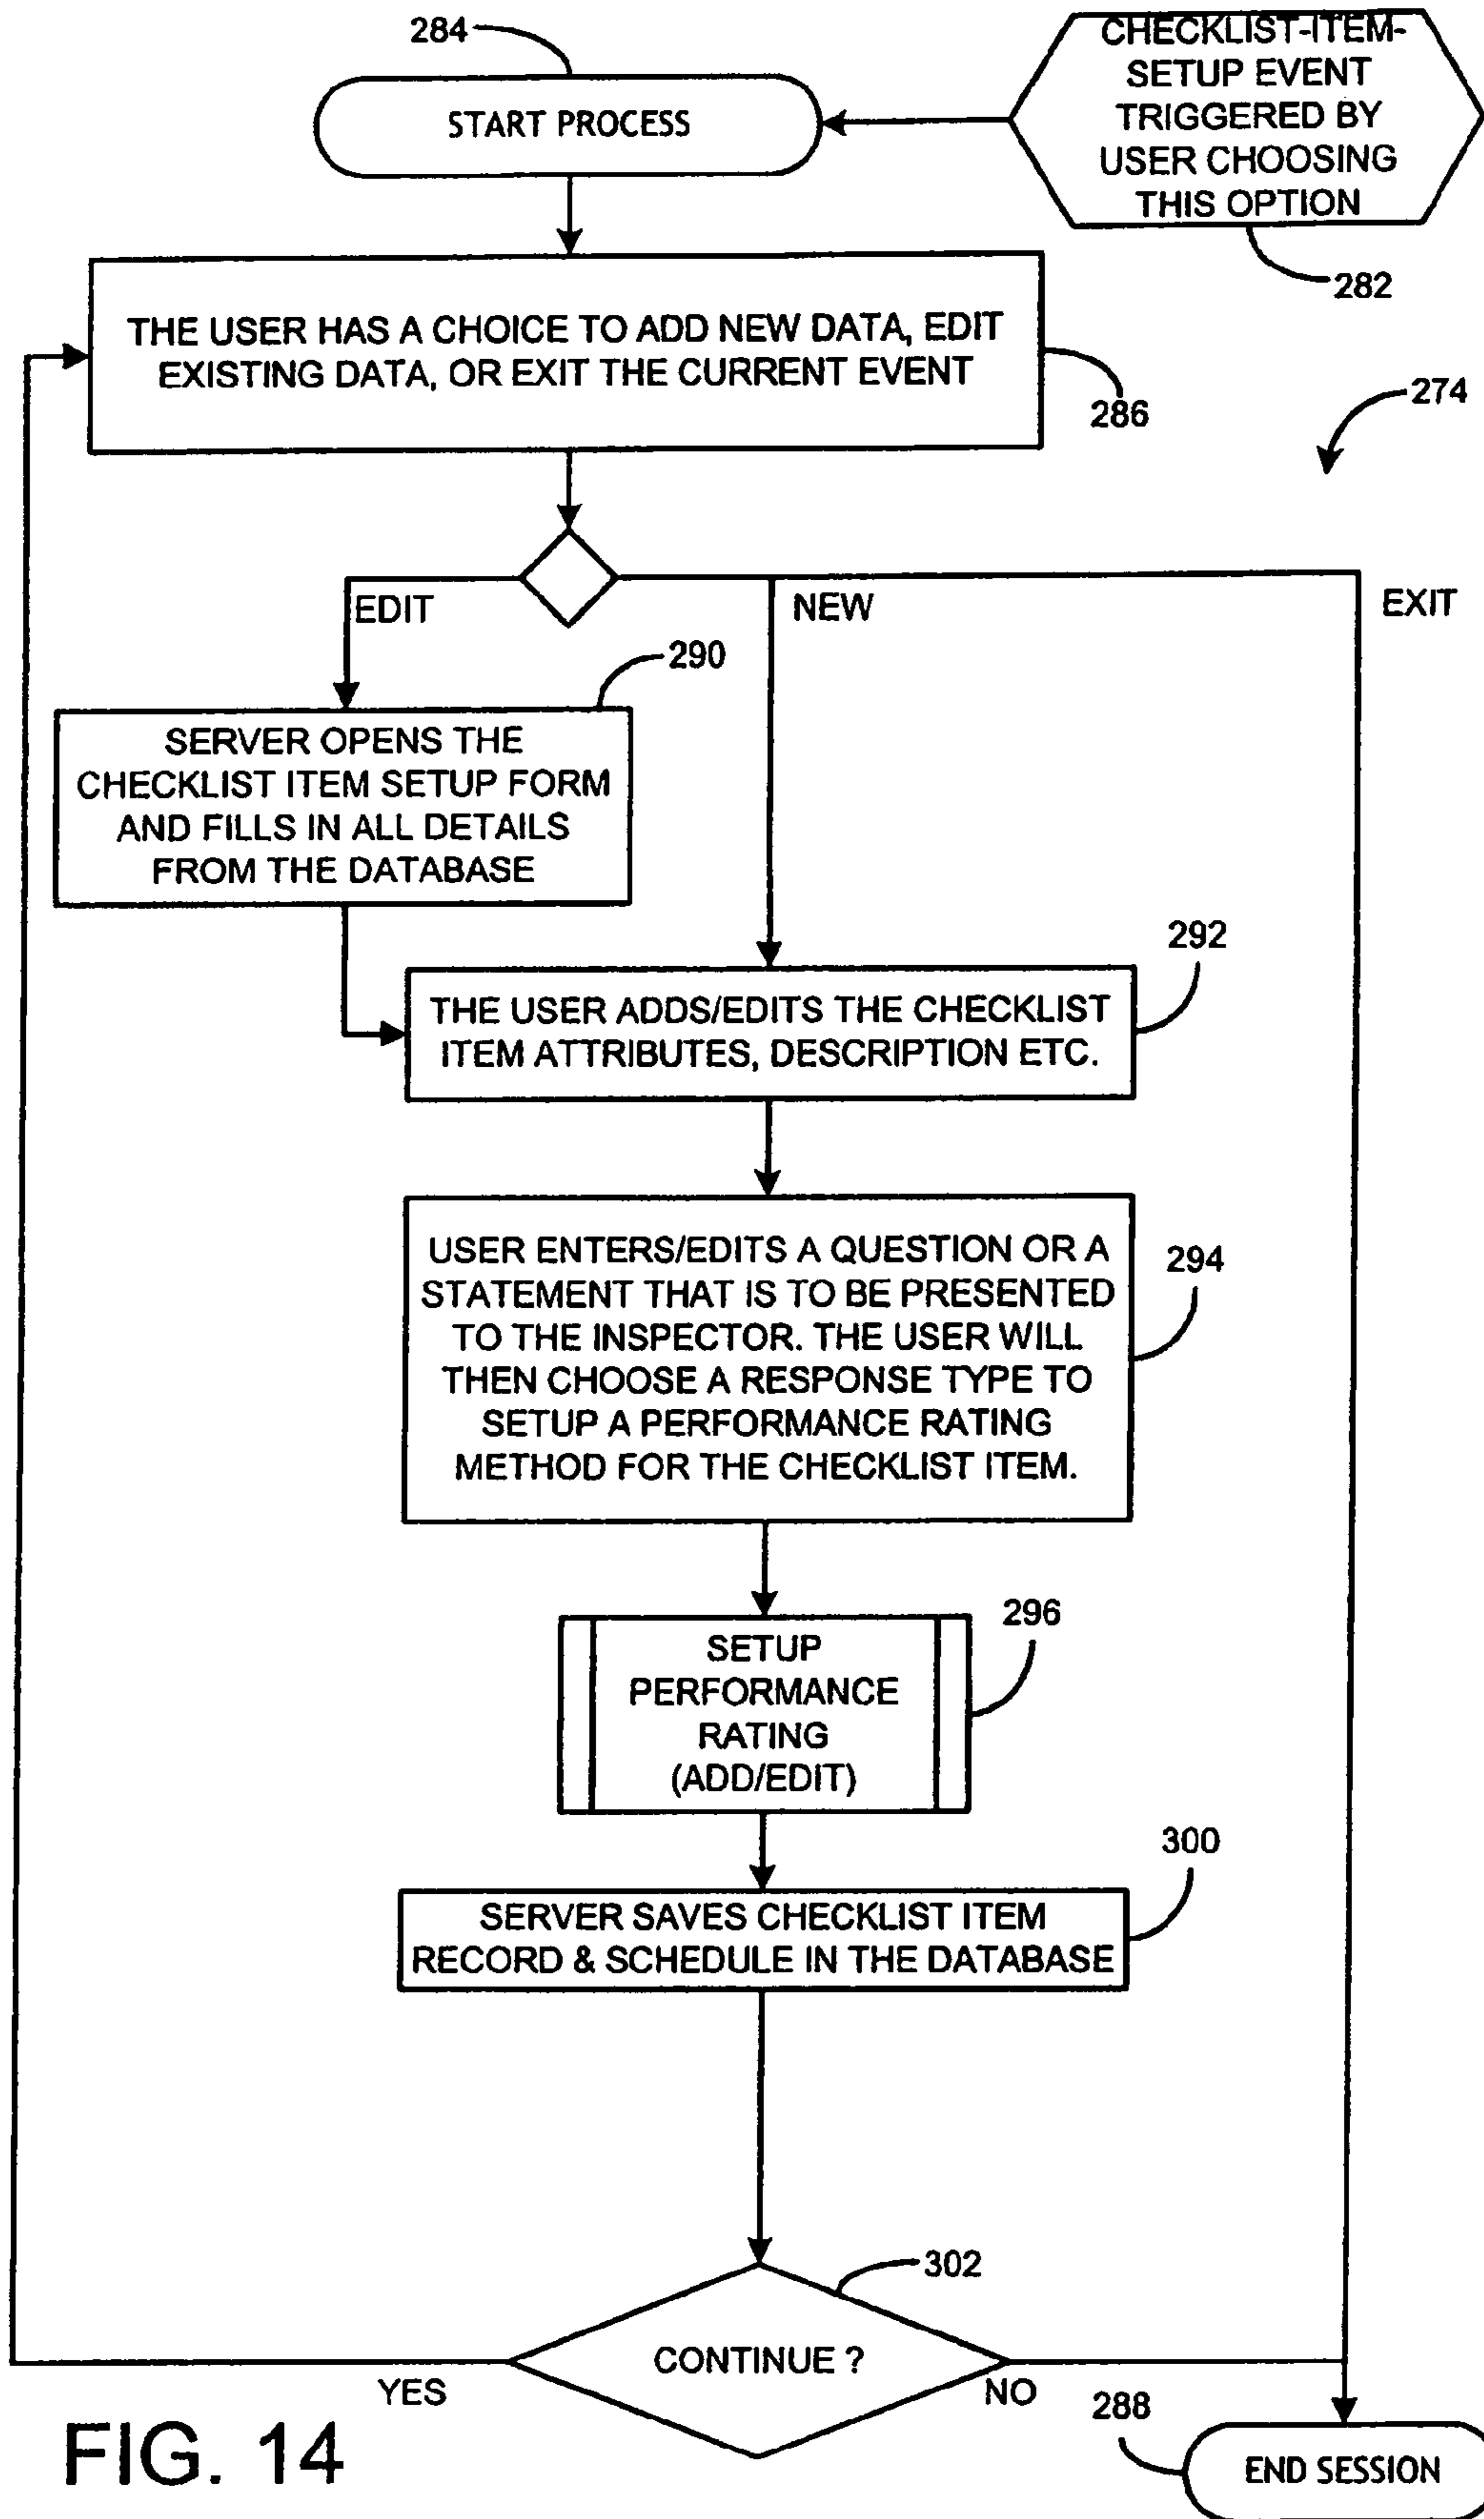 284
START PROCESS
CHECKLIST-ITEM-
SETUP EVENT
TRIGGERED BY
USER CHOOSING
THIS OPTION
282
THE USER HAS A CHOICE TO ADD NEW DATA, EDIT
EXISTING DATA, OR EXIT THE CURRENT EVENT
286
274
EDIT
NEW
EXIT
290
SERVER OPENS THE
CHECKLIST ITEM SETUP FORM
AND FILLS IN ALL DETAILS
FROM THE DATABASE
292
THE USER ADDS/EDITS THE CHECKLIST
ITEM ATTRIBUTES, DESCRIPTION ETC.
294
USER ENTERS/EDITS A QUESTION OR A
STATEMENT THAT IS TO BE PRESENTED
TO THE INSPECTOR. THE USER WILL
THEN CHOOSE A RESPONSE TYPE TO
SETUP A PERFORMANCE RATING
METHOD FOR THE CHECKLIST ITEM.
296
SETUP
PERFORMANCE
RATING
(ADD/EDIT)
300
SERVER SAVES CHECKLIST ITEM
RECORD & SCHEDULE IN THE DATABASE
302
CONTINUE ?
YES
NO
288
END SESSION
FIG. 14